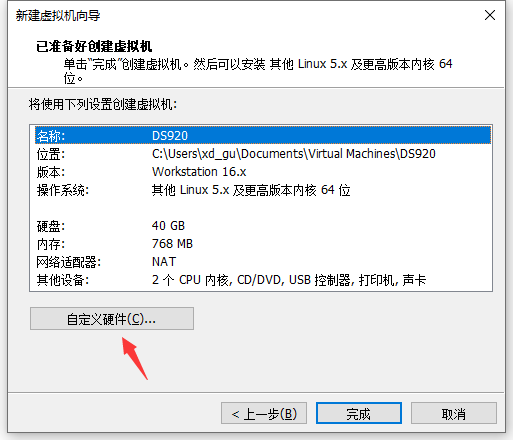 新建虚拟机向导
已准备好创建虚拟机
单击“完成”创建虚拟机。然后可以安装 其他 Linux 5.x 及更高版本内核 64
位。
将使用下列设置创建虚拟机:
名称: DS920
位置: C:\Users\xd_gu\Documents\Virtual Machines\DS920
版本: Workstation 16.x
操作系统: 其他 Linux 5.x 及更高版本内核 64 位
硬盘: 40 GB
内存: 768 MB
网络适配器: NAT
其他设备: 2 个 CPU 内核, CD/DVD, USB 控制器, 打印机, 声卡
自定义硬件(C)...
< 上一步(B) 完成 取消